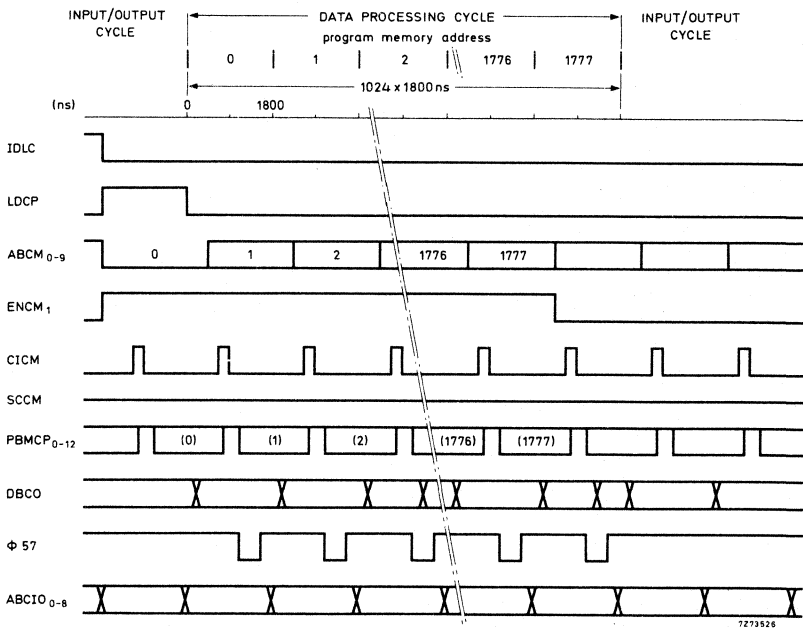 INPUT/OUTPUT
CYCLE
DATA PROCESSING CYCLE
program memory address
INPUT/OUTPUT
CYCLE
0 1 2 1776 1777
1024 x 1800 ns
(ns) 0 1800
IDLC
LDCP
ABCM 0-9 0 1 2 1776 1777
ENCM 1
CICM
SCCM
PBMCP 0-12 (0) (1) (2) (1776) (1777)
DBCO
Φ 57
ABCIO 0-8
7Z73526